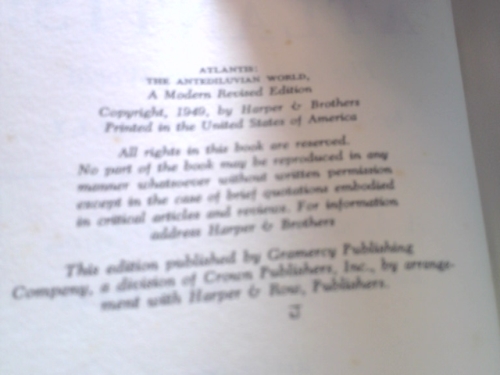 ATLANTIS:
THE ANTEDILUVIAN WORLD,
A Modern Revised Edition
Copyright, 1949, by Harper & Brothers
Printed in the United States of America
All rights in this book are reserved.
No part of the book may be reproduced in any
manner whatsoever without written permission
except in the case of brief quotations embodied
in critical articles and reviews. For information
address Harper & Brothers
This edition published by Gramercy Publishing
Company, a division of Crown Publishers, Inc., by arrange-
ment with Harper & Row, Publishers.